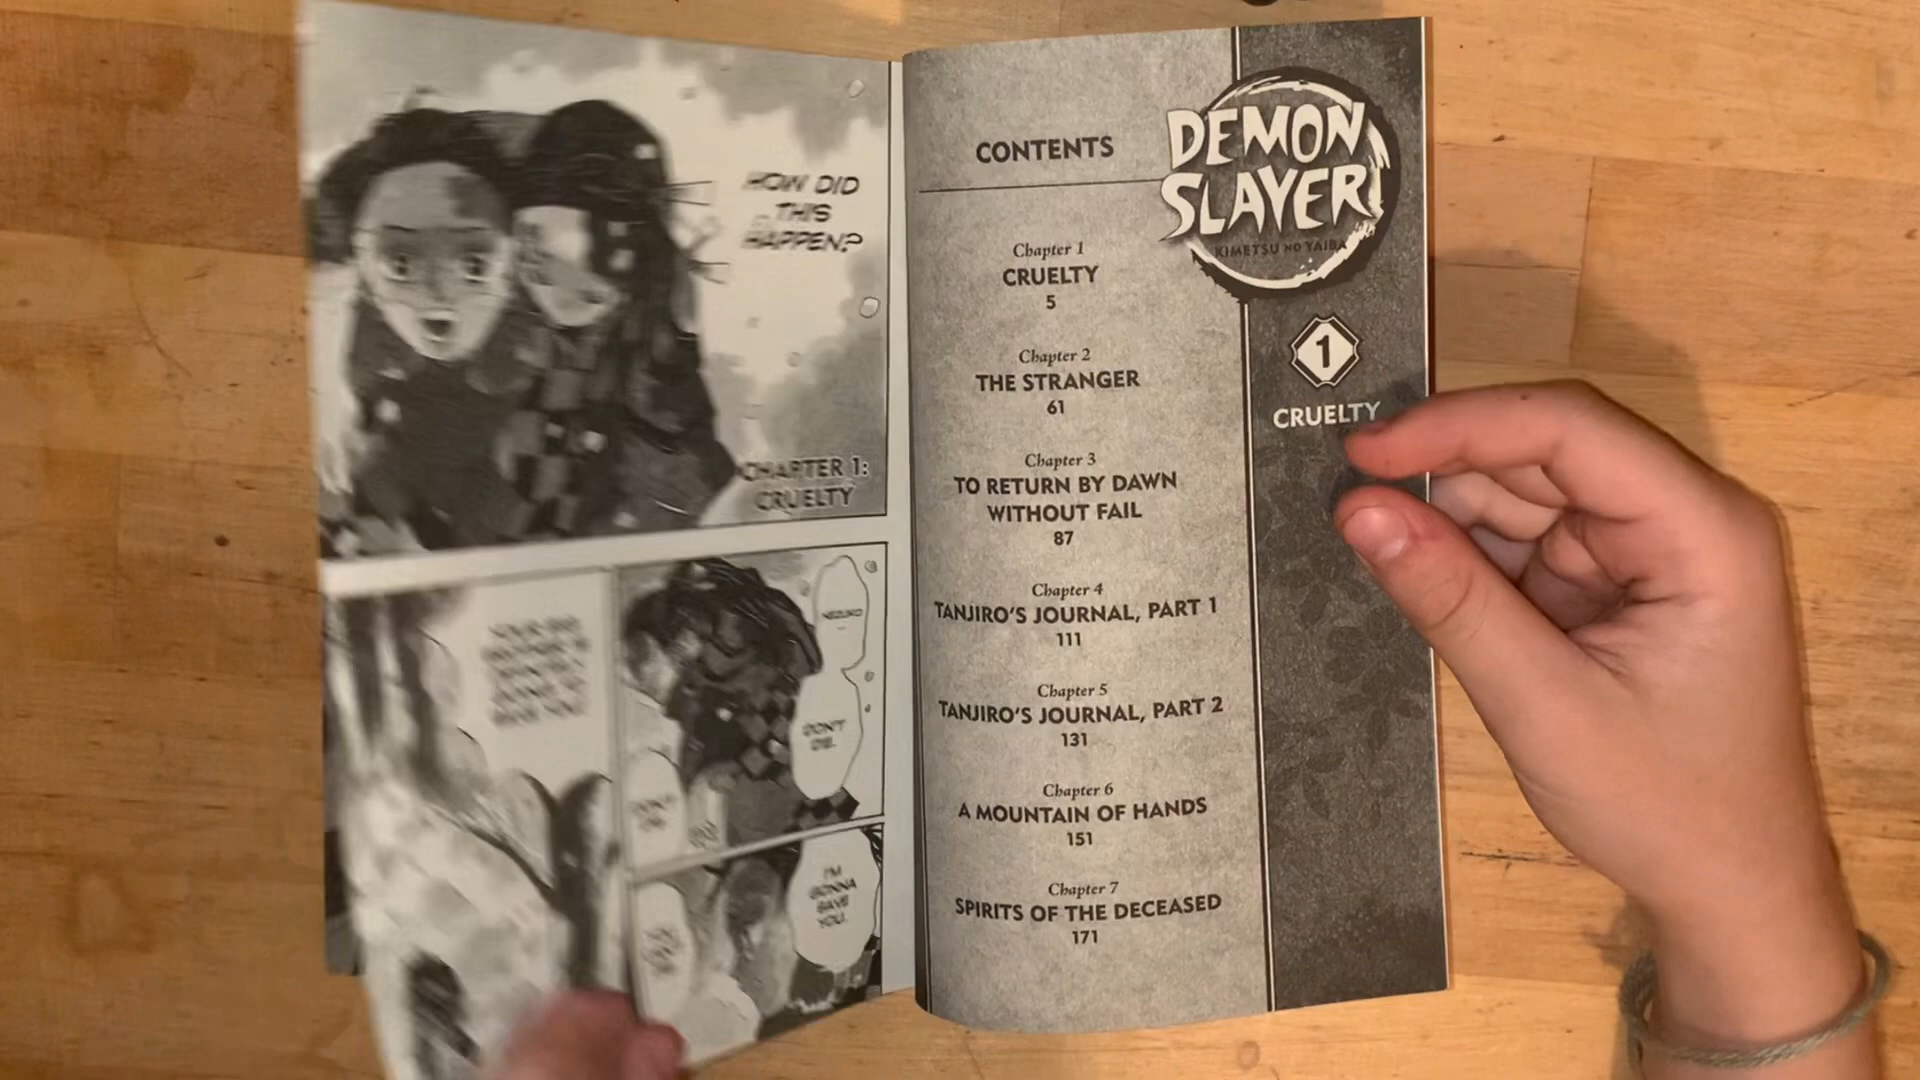 CONTENTS
DEMON
SLAYER
KIMETSU NO YAIBA
1
CRUELTY
Chapter 1
CRUELTY
5
Chapter 2
THE STRANGER
61
Chapter 3
TO RETURN BY DAWN
WITHOUT FAIL
87
Chapter 4
TANJIRO'S JOURNAL, PART 1
111
Chapter 5
TANJIRO'S JOURNAL, PART 2
131
Chapter 6
A MOUNTAIN OF HANDS
151
Chapter 7
SPIRITS OF THE DECEASED
171
HOW DID
THIS
HAPPEN?
CHAPTER 1:
CRUELTY
NEZUKO
...
DON'T
DIE.
DON'T
DIE.
I'M
GONNA
SAVE
YOU.